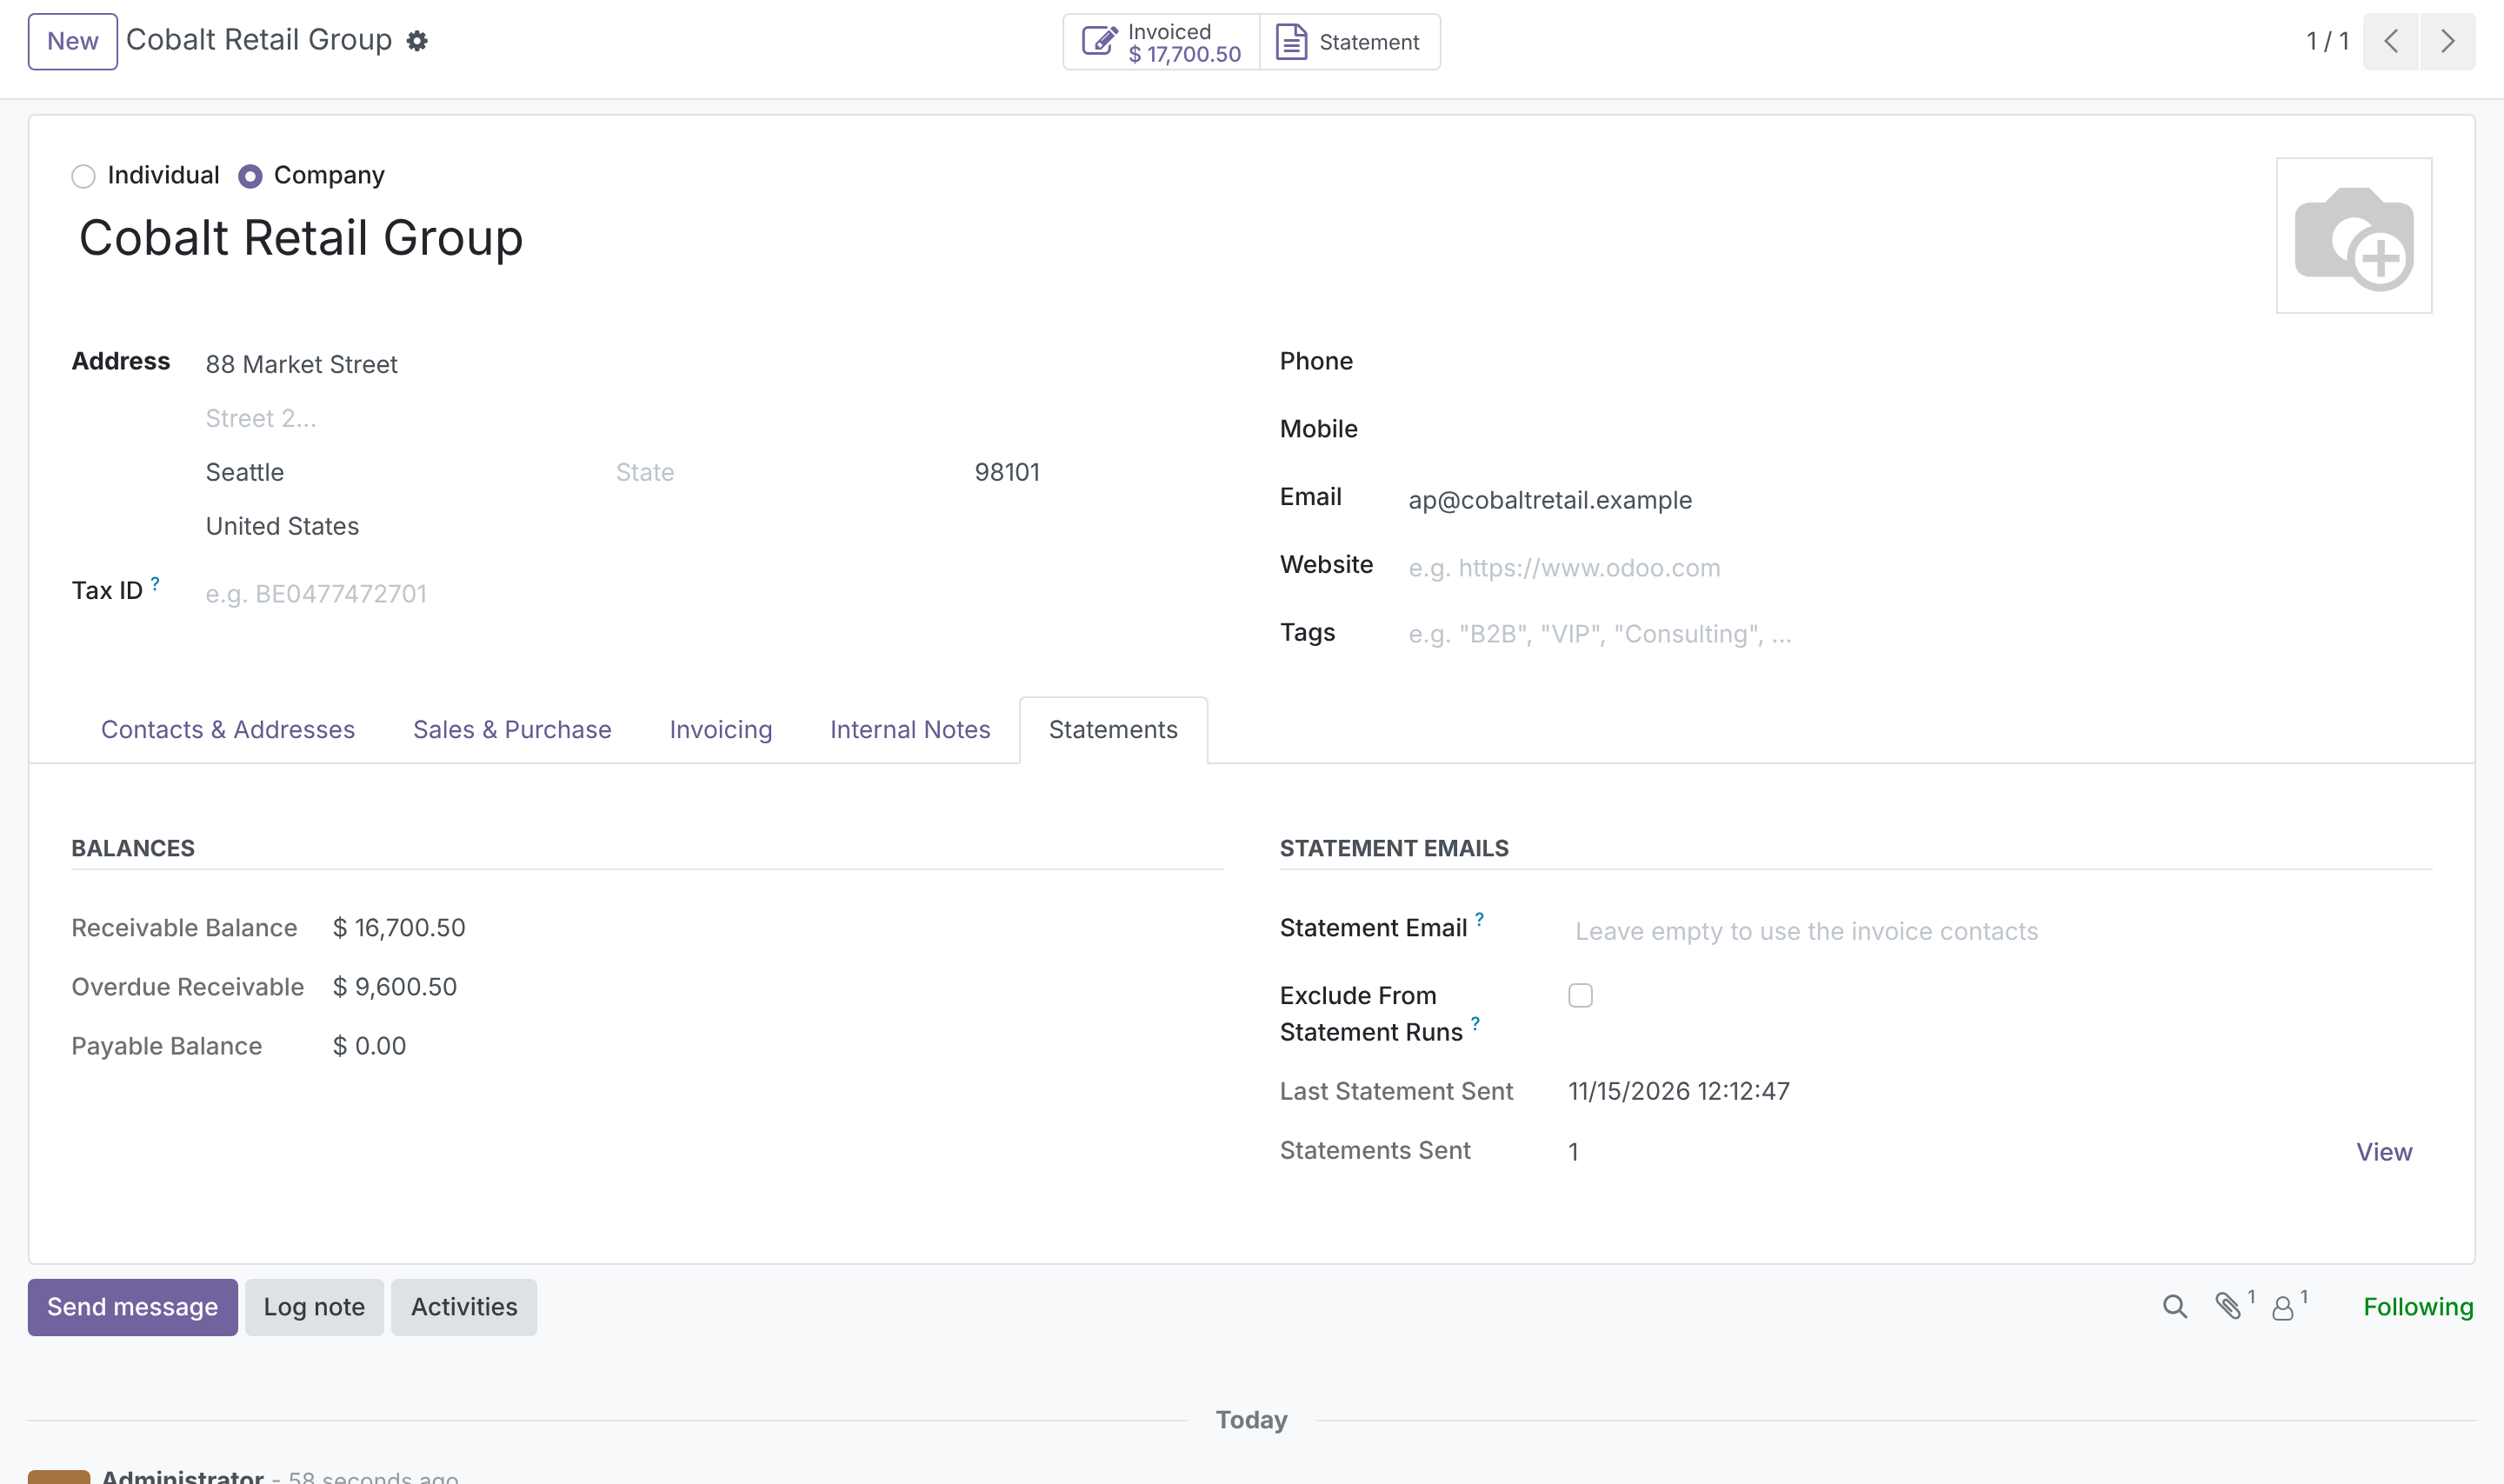 New
Cobalt Retail Group
Invoiced
$ 17,700.50
Statement
1 / 1
Individual
Company
Cobalt Retail Group
Address
88 Market Street
Street 2...
Seattle
State
98101
United States
Tax ID ?
e.g. BE0477472701
Phone
Mobile
Email
ap@cobaltretail.example
Website
e.g. https://www.odoo.com
Tags
e.g. "B2B", "VIP", "Consulting", ...
Contacts & Addresses
Sales & Purchase
Invoicing
Internal Notes
Statements
BALANCES
Receivable Balance
$ 16,700.50
Overdue Receivable
$ 9,600.50
Payable Balance
$ 0.00
STATEMENT EMAILS
Statement Email ?
Leave empty to use the invoice contacts
Exclude From
Statement Runs ?
Last Statement Sent
11/15/2026 12:12:47
Statements Sent
1
View
Send message
Log note
Activities
1
1
Following
Today
Administrator - 58 seconds ago